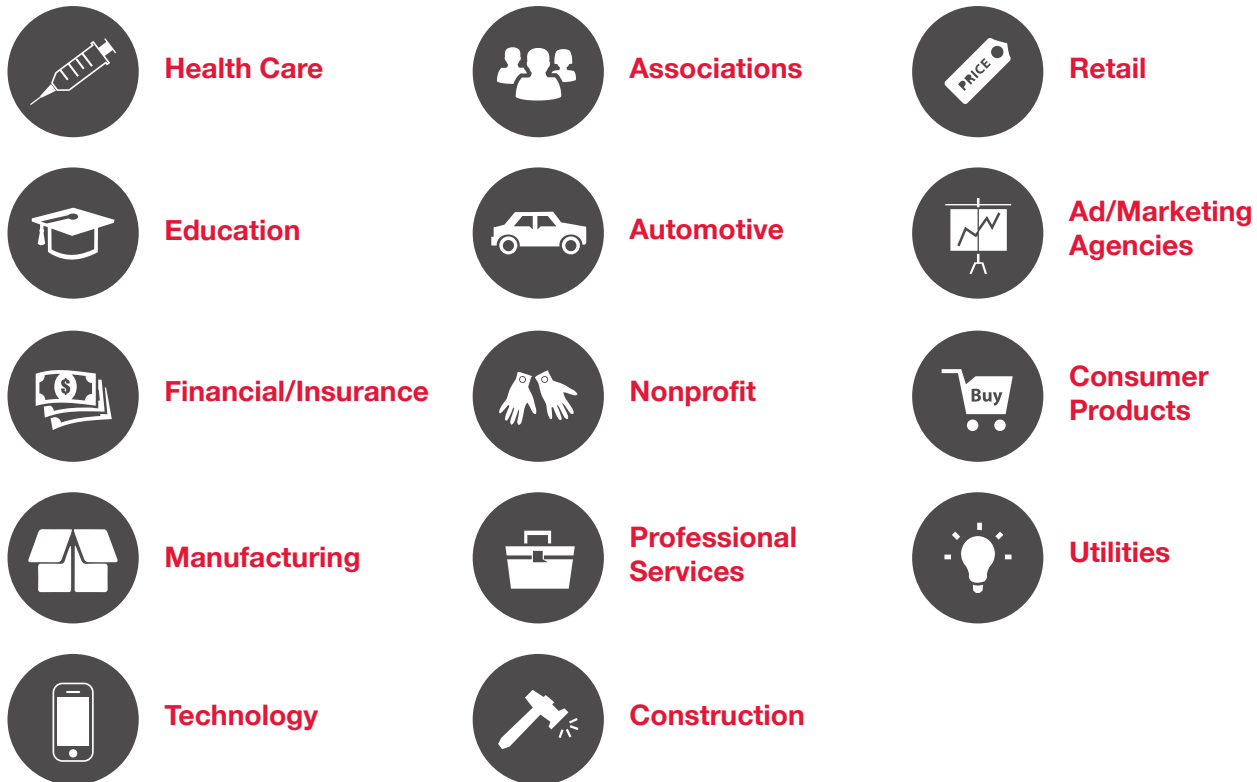 Health Care
Associations
PRICE
Retail
Education
Automotive
Ad/Marketing
Agencies
$
Financial/Insurance
Nonprofit
Buy
Consumer
Products
Manufacturing
Professional
Services
Utilities
Technology
Construction